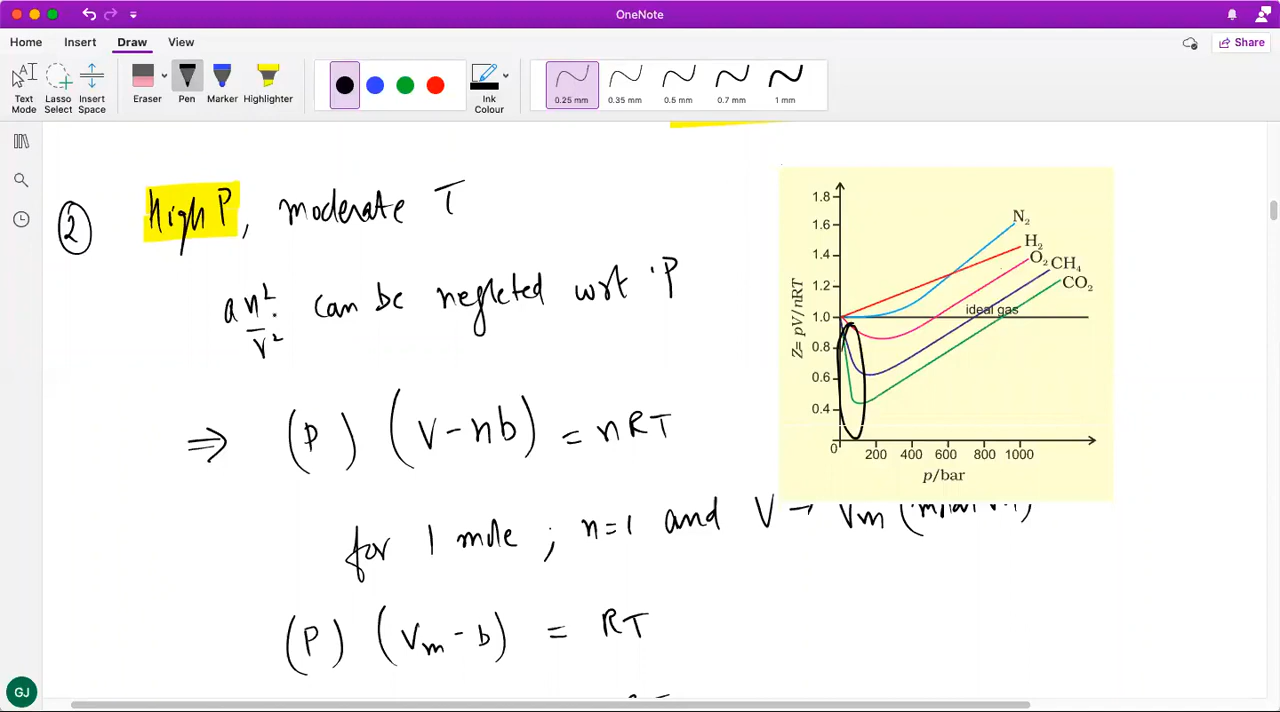 OneNote
Home Insert Draw View
Share
Text Mode
Lasso Select
Insert Space
Eraser
Pen
Marker
Highlighter
Ink Colour
0.25 mm
0.35 mm
0.5 mm
0.7 mm
1 mm
② high P, moderate T
an²/v² can be negleted wrt P
⇒ (P) (V-nb) = nRT
for 1 mole ; n=1 and V → Vm (molar vol)
(P) (Vm - b) = RT
RT
1.8
1.6
1.4
1.2
1.0
0.8
0.6
0.4
0
200 400 600 800 1000
p/bar
Z= pV/nRT
N₂
H₂
O₂
CH₄
CO₂
ideal gas
GJ